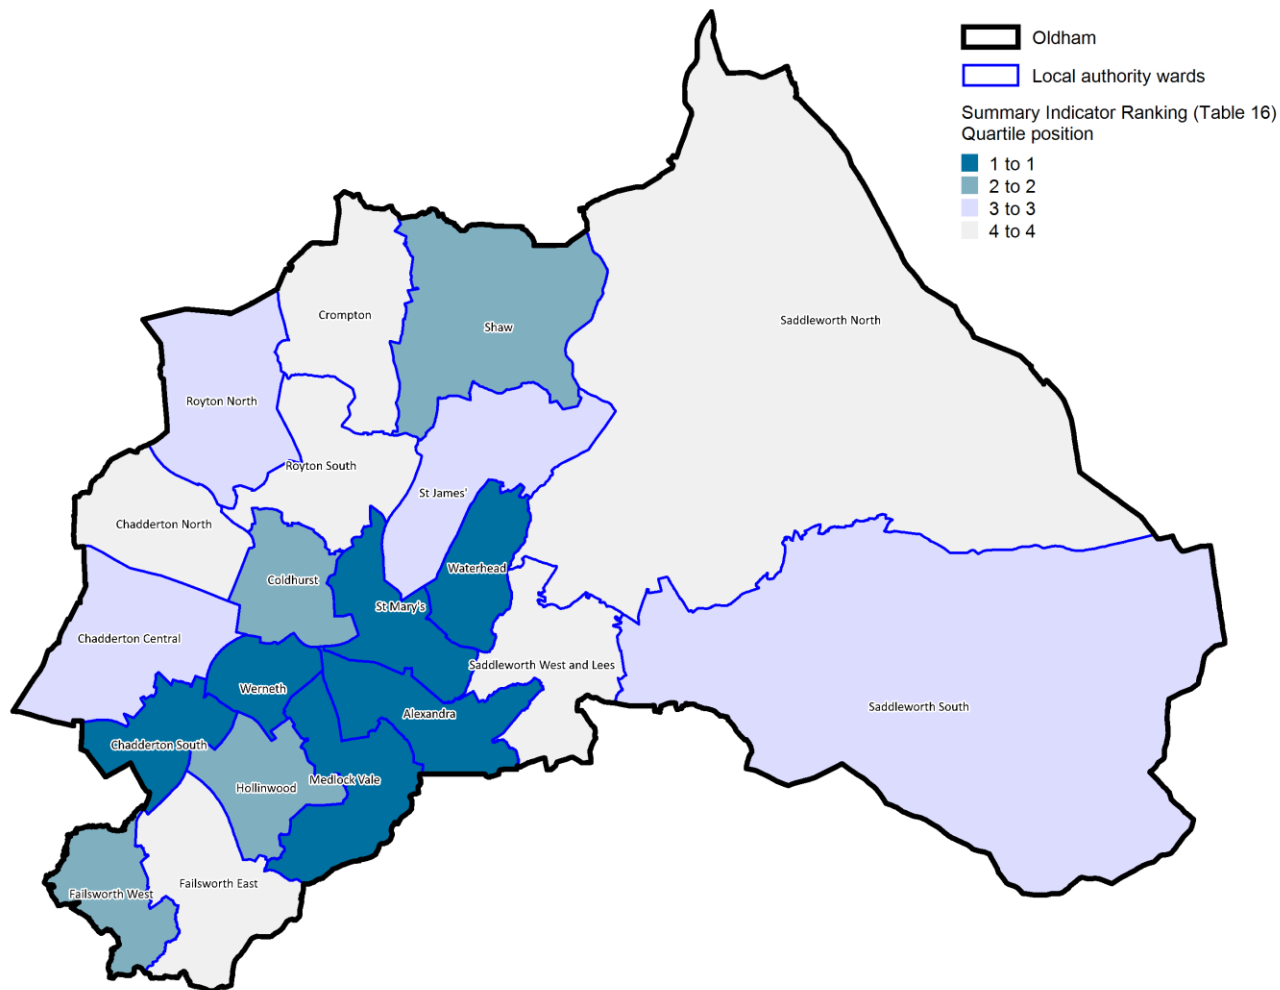 Oldham
Local authority wards
Summary Indicator Ranking (Table 16)
Quartile position
1 to 1
2 to 2
3 to 3
4 to 4
Crompton
Saddleworth North
Shaw
Royton North
Royton South
St James'
Chadderton North
Waterhead
Coldhurst
St Mary's
Chadderton Central
Saddleworth West and Lees
Werneth
Saddleworth South
Alexandra
Chadderton South
Medlock Vale
Hollinwood
Failsworth East
Failsworth West